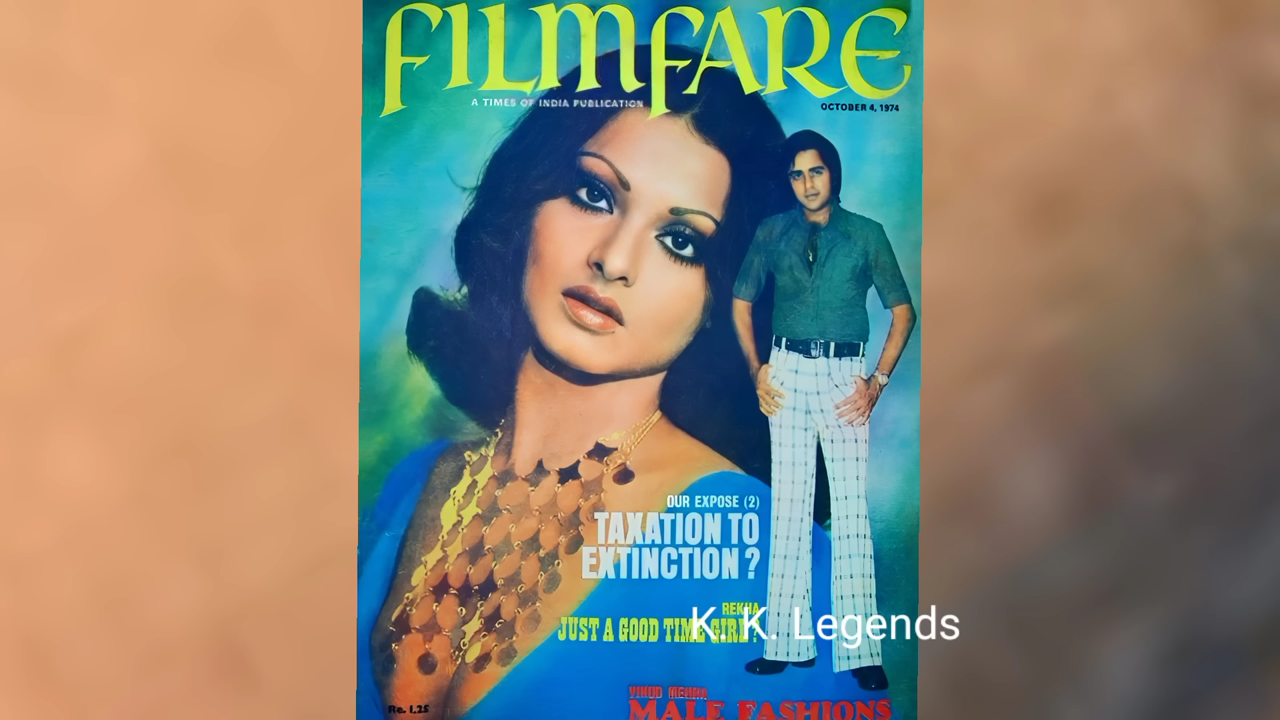 FILMFARE
A TIMES OF INDIA PUBLICATION
OCTOBER 4, 1974
OUR EXPOSE (2)
TAXATION TO
EXTINCTION?
REKHA
JUST A GOOD TIME GIRL?
K. K. Legends
VINOD MEHRA
MALE FASHIONS
Re. 1.25